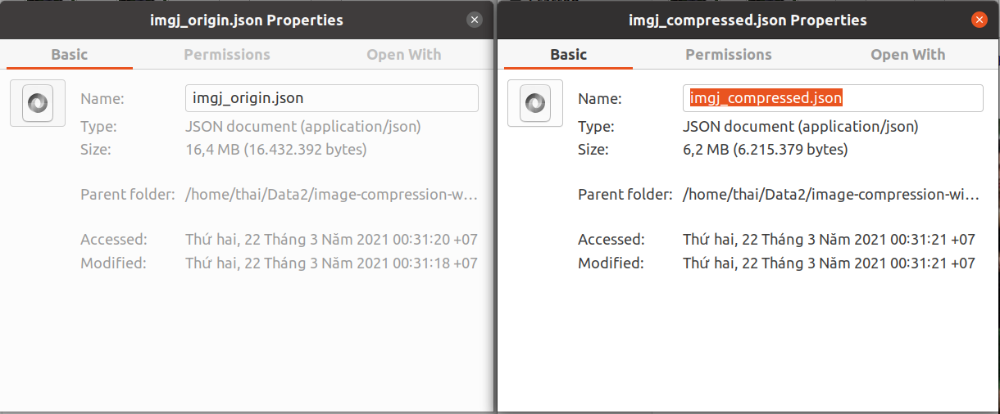 imgj_origin.json Properties
Basic Permissions Open With
Name: imgj_origin.json
Type: JSON document (application/json)
Size: 16,4 MB (16.432.392 bytes)
Parent folder: /home/thai/Data2/image-compression-w…
Accessed: Thứ hai, 22 Tháng 3 Năm 2021 00:31:20 +07
Modified: Thứ hai, 22 Tháng 3 Năm 2021 00:31:18 +07
imgj_compressed.json Properties
Basic Permissions Open With
Name: imgj_compressed.json
Type: JSON document (application/json)
Size: 6,2 MB (6.215.379 bytes)
Parent folder: /home/thai/Data2/image-compression-wi…
Accessed: Thứ hai, 22 Tháng 3 Năm 2021 00:31:21 +07
Modified: Thứ hai, 22 Tháng 3 Năm 2021 00:31:21 +07